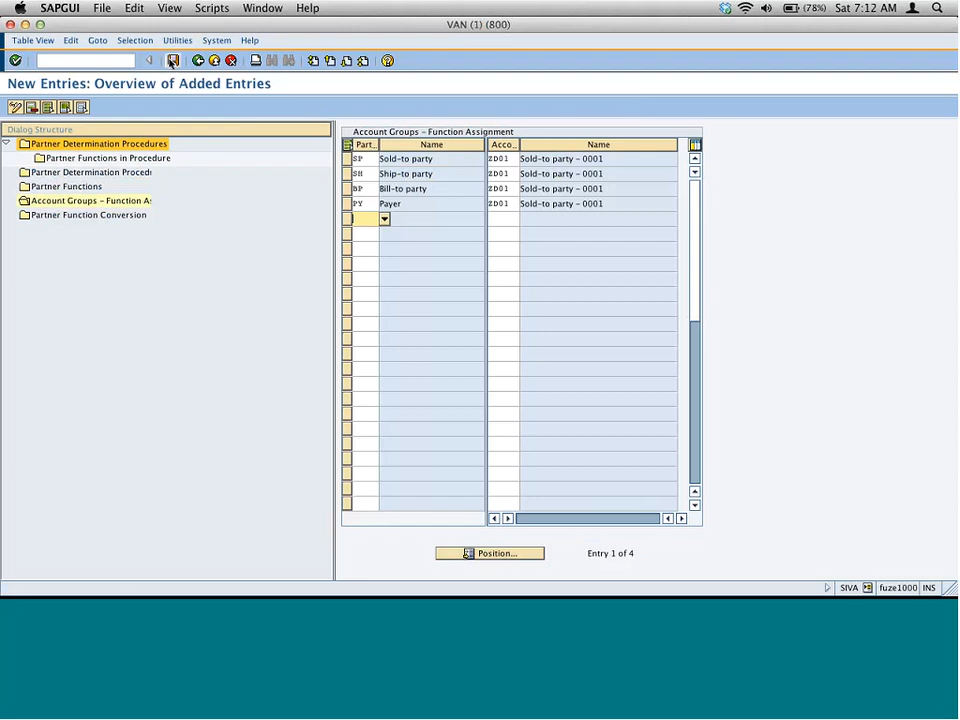 SAPGUI File Edit View Scripts Window Help (78%) Sat 7:12 AM
VAN (1) (800)
Table View Edit Goto Selection Utilities System Help
New Entries: Overview of Added Entries
Dialog Structure
Partner Determination Procedures
Partner Functions in Procedure
Partner Determination Procedu
Partner Functions
Account Groups - Function As
Partner Function Conversion
Account Groups - Function Assignment
Part.. Name Acco.. Name
SP Sold-to party ZD01 Sold-to party - 0001
SH Ship-to party ZD01 Sold-to party - 0001
BP Bill-to party ZD01 Sold-to party - 0001
PY Payer ZD01 Sold-to party - 0001
Position... Entry 1 of 4
SIVA fuze1000 INS